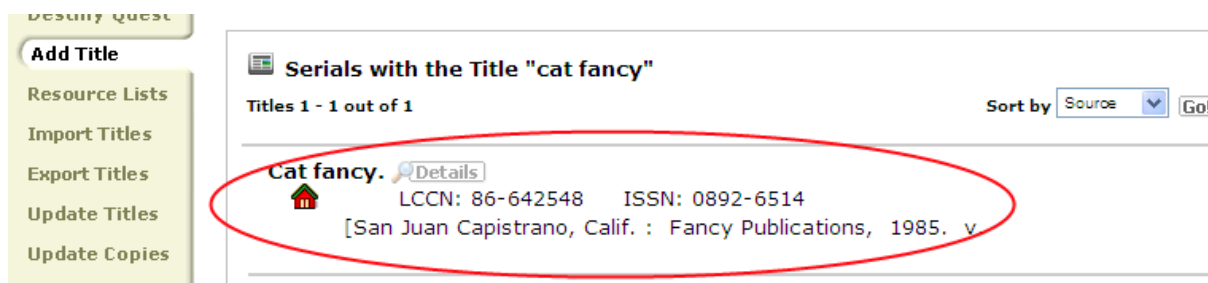 Destiny Quest
Add Title
Resource Lists
Import Titles
Export Titles
Update Titles
Update Copies
Serials with the Title "cat fancy"
Titles 1 - 1 out of 1
Sort by Source Go!
Cat fancy. Details
LCCN: 86-642548 ISSN: 0892-6514
[San Juan Capistrano, Calif. : Fancy Publications, 1985. v.